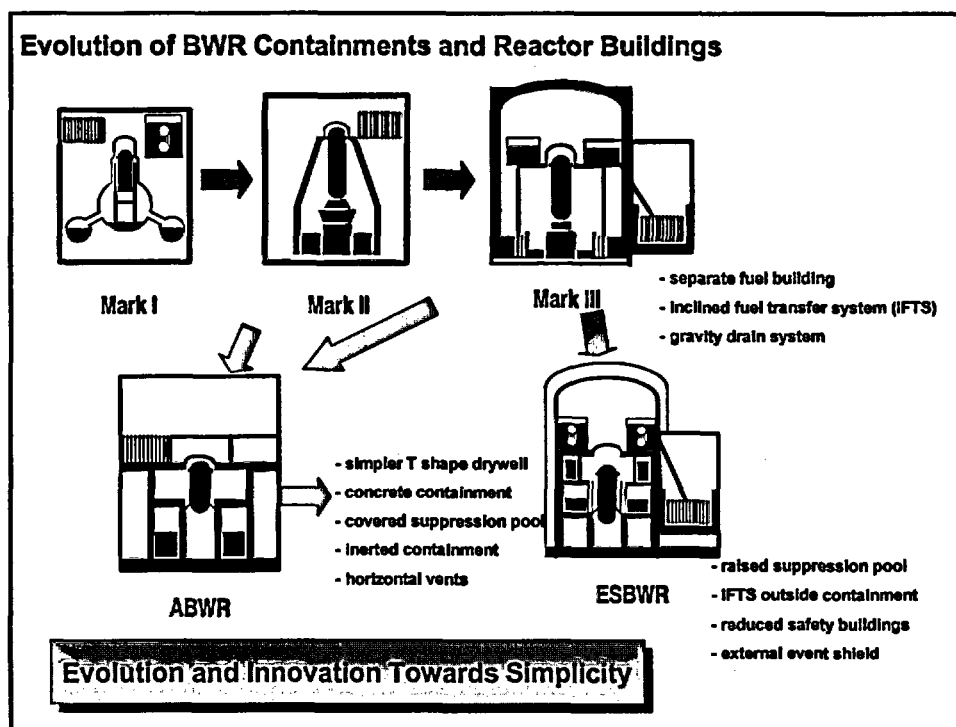 Evolution of BWR Containments and Reactor Buildings
Mark I
Mark II
Mark III
- separate fuel building
- inclined fuel transfer system (IFTS)
- gravity drain system
- simpler T shape drywell
- concrete containment
- covered suppression pool
- inerted containment
- horizontal vents
ABWR
ESBWR
- raised suppression pool
- IFTS outside containment
- reduced safety buildings
- external event shield
Evolution and Innovation Towards Simplicity